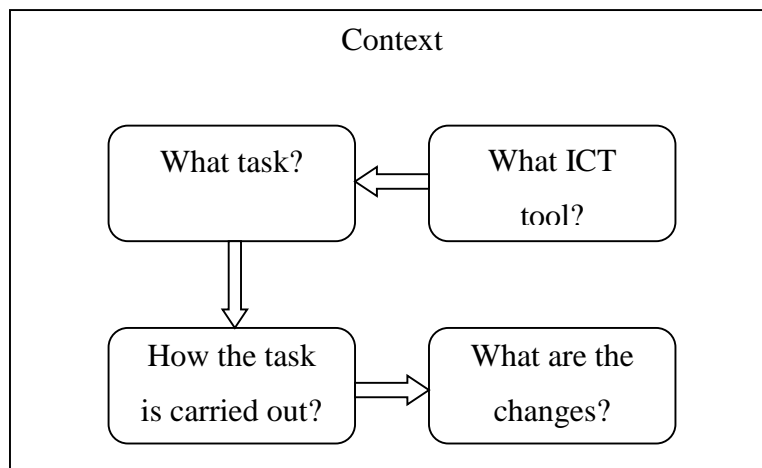 Context
What task?
What ICT
tool?
How the task
is carried out?
What are the
changes?